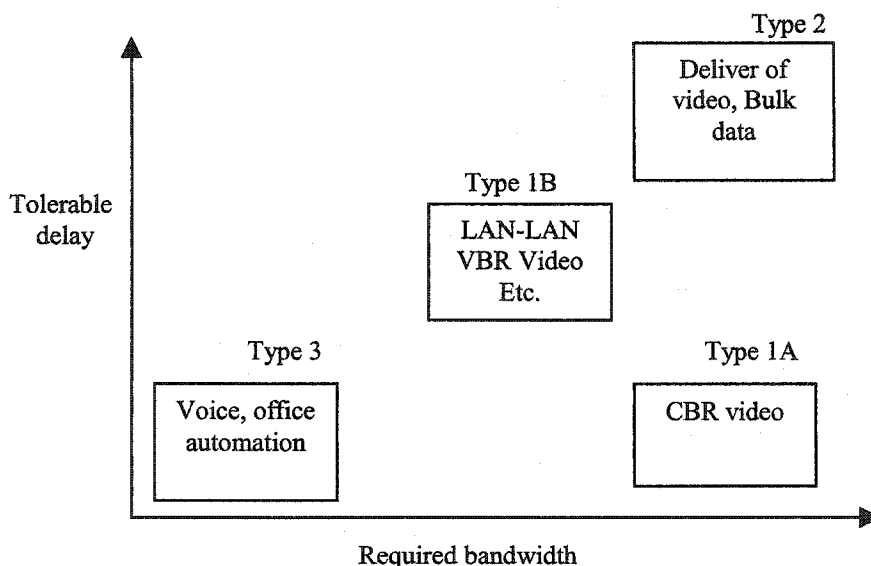 Type 2
Deliver of
video, Bulk
data
Type 1B
Tolerable
delay
LAN-LAN
VBR Video
Etc.
Type 3
Type 1A
Voice, office
automation
CBR video
Required bandwidth